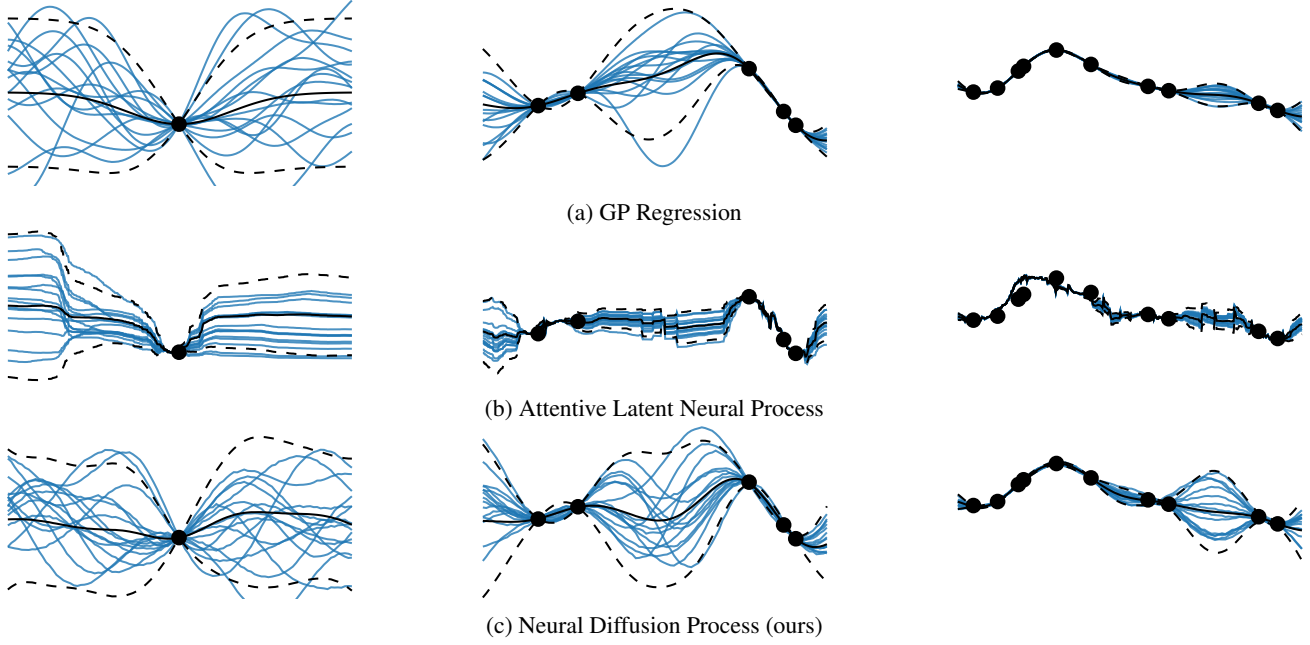 (a) GP Regression
(b) Attentive Latent Neural Process
(c) Neural Diffusion Process (ours)